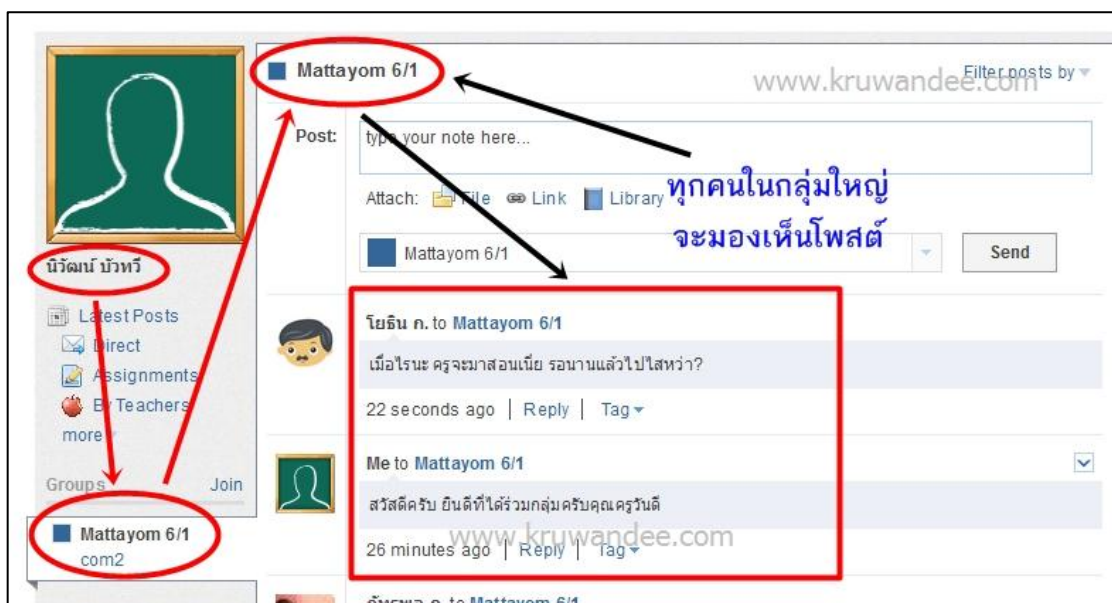 Mattayom 6/1
www.kruwandee.com
Filter posts by
Post:
type your note here...
Attach: File Link Library
ทุกคนในกลุ่มใหญ่
จะมองเห็นโพสต์
Mattayom 6/1
Send
นิวัฒน์ บัวทวี
Latest Posts
Direct
Assignments
By Teachers
more
Groups
Join
Mattayom 6/1
com2
โยธิน ก. to Mattayom 6/1
เมื่อไรนะ ครูจะมาสอนเนี่ย รอนานแล้วไปไสหว่า?
22 seconds ago | Reply | Tag
Me to Mattayom 6/1
สวัสดีครับ ยินดีที่ได้ร่วมกลุ่มครับคุณครูวันดี
www.kruwandee.com
26 minutes ago | Reply | Tag
to Mattayom 6/1